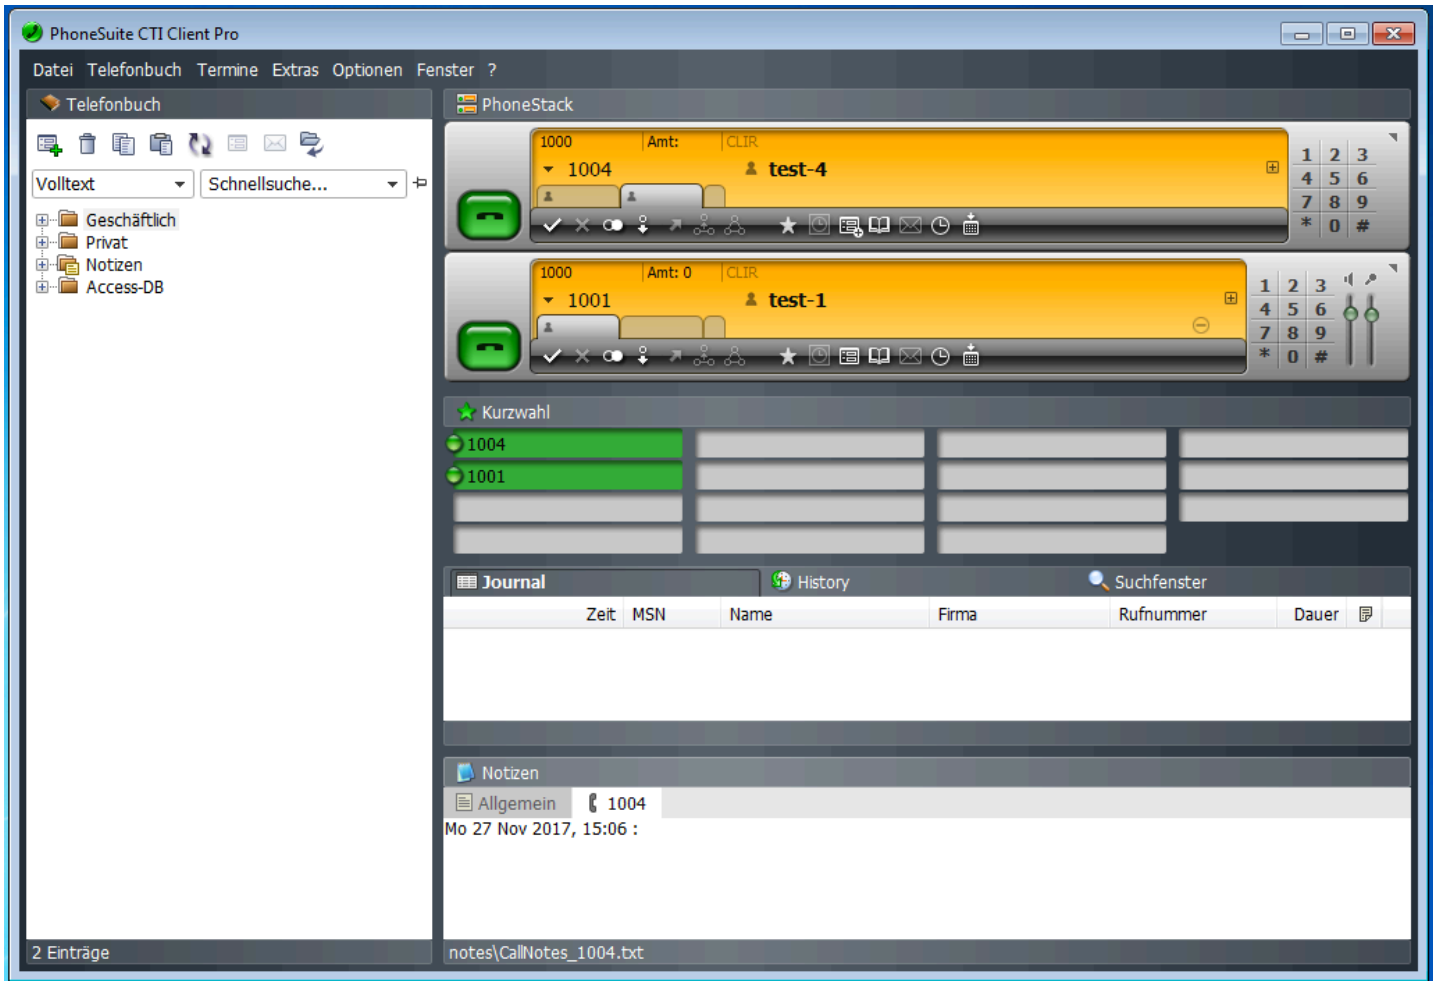 PhoneSuite CTI Client Pro
Datei Telefonbuch Termine Extras Optionen Fenster ?
Telefonbuch
Volltext Schnellsuche...
Geschäftlich
Privat
Notizen
Access-DB
2 Einträge
PhoneStack
1000 Amt: CLIR
1004 test-4
1 2 3
4 5 6
7 8 9
* 0 #
1000 Amt: 0 CLIR
1001 test-1
1 2 3
4 5 6
7 8 9
* 0 #
Kurzwahl
1004
1001
Journal History Suchfenster
Zeit MSN Name Firma Rufnummer Dauer
Notizen
Allgemein 1004
Mo 27 Nov 2017, 15:06 :
notes\CallNotes_1004.txt